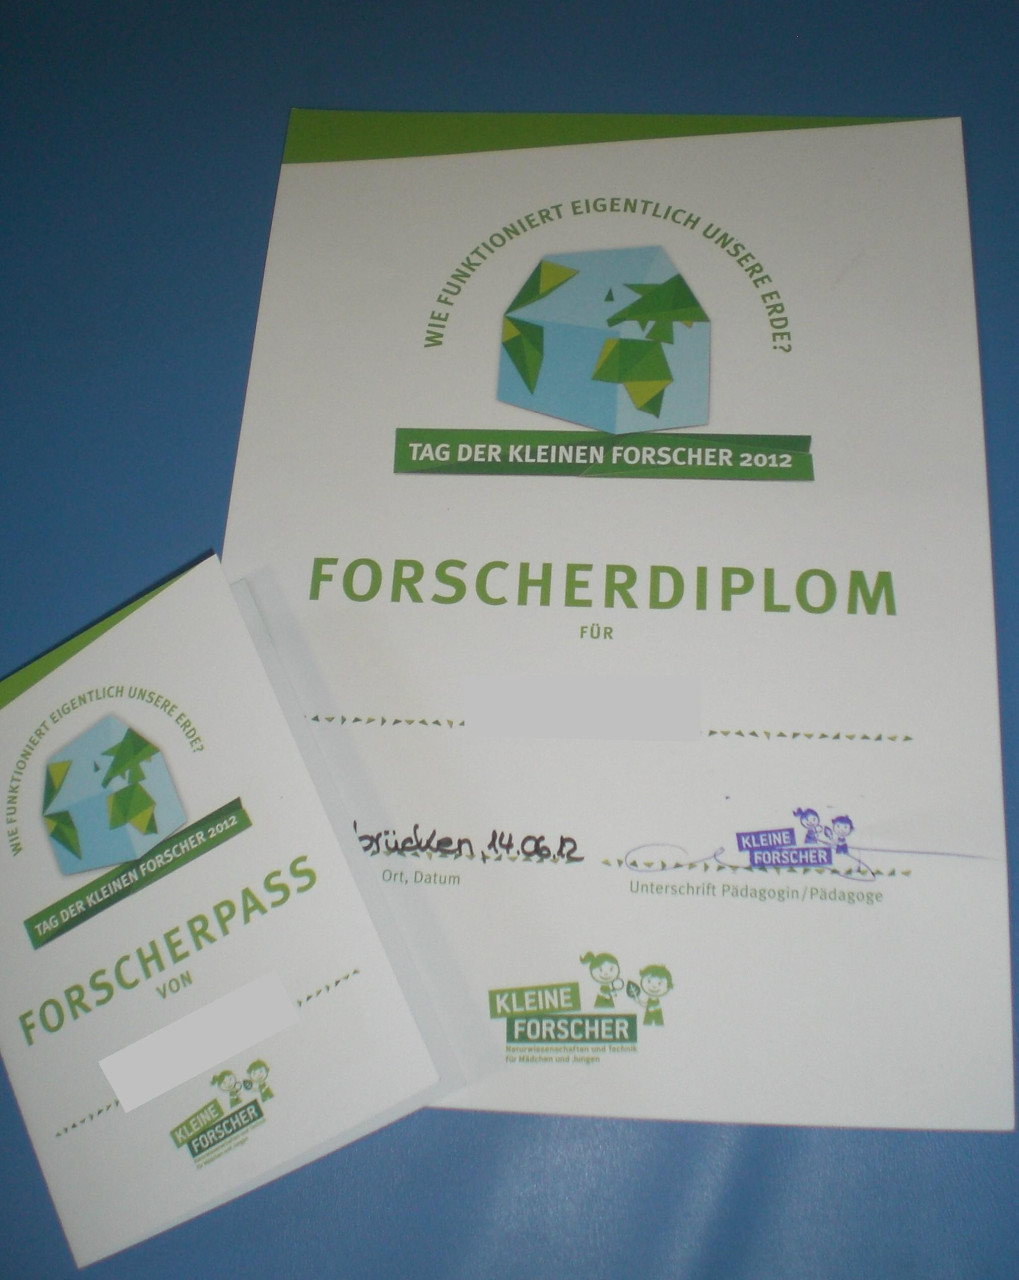 WIE FUNKTIONIERT EIGENTLICH UNSERE ERDE?
TAG DER KLEINEN FORSCHER 2012
FORSCHERDIPLOM
FÜR
brücken 14.06.12
Ort, Datum
KLEINE
FORSCHER
Unterschrift Pädagogin/Pädagoge
KLEINE
FORSCHER
Naturwissenschaften und Technik
für Mädchen und Jungen
WIE FUNKTIONIERT EIGENTLICH UNSERE ERDE?
TAG DER KLEINEN FORSCHER 2012
FORSCHERPASS
VON
KLEINE
FORSCHER